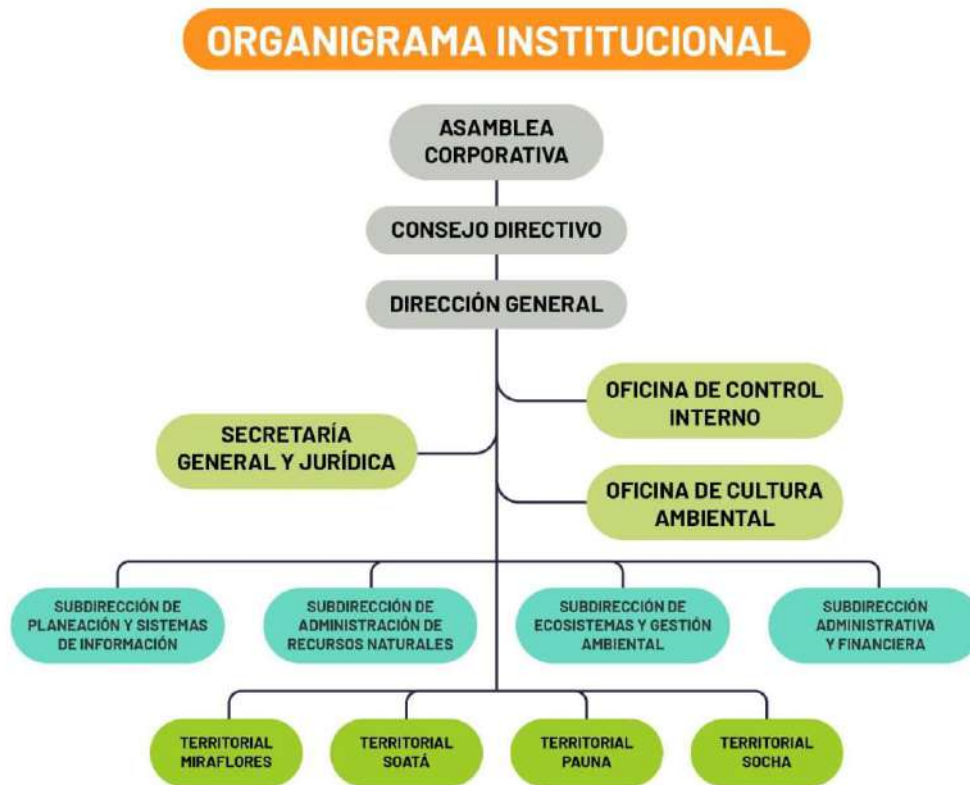 ORGANIGRAMA INSTITUCIONAL
ASAMBLEA
CORPORATIVA
CONSEJO DIRECTIVO
DIRECCIÓN GENERAL
OFICINA DE CONTROL
INTERNO
SECRETARÍA
GENERAL Y JURÍDICA
OFICINA DE CULTURA
AMBIENTAL
SUBDIRECCIÓN DE
PLANEACIÓN Y SISTEMAS
DE INFORMACIÓN
SUBDIRECCIÓN DE
ADMINISTRACIÓN DE
RECURSOS NATURALES
SUBDIRECCIÓN DE
ECOSISTEMAS Y GESTIÓN
AMBIENTAL
SUBDIRECCIÓN
ADMINISTRATIVA
Y FINANCIERA
TERRITORIAL
MIRAFLORES
TERRITORIAL
SOATÁ
TERRITORIAL
PAUNA
TERRITORIAL
SOCHA